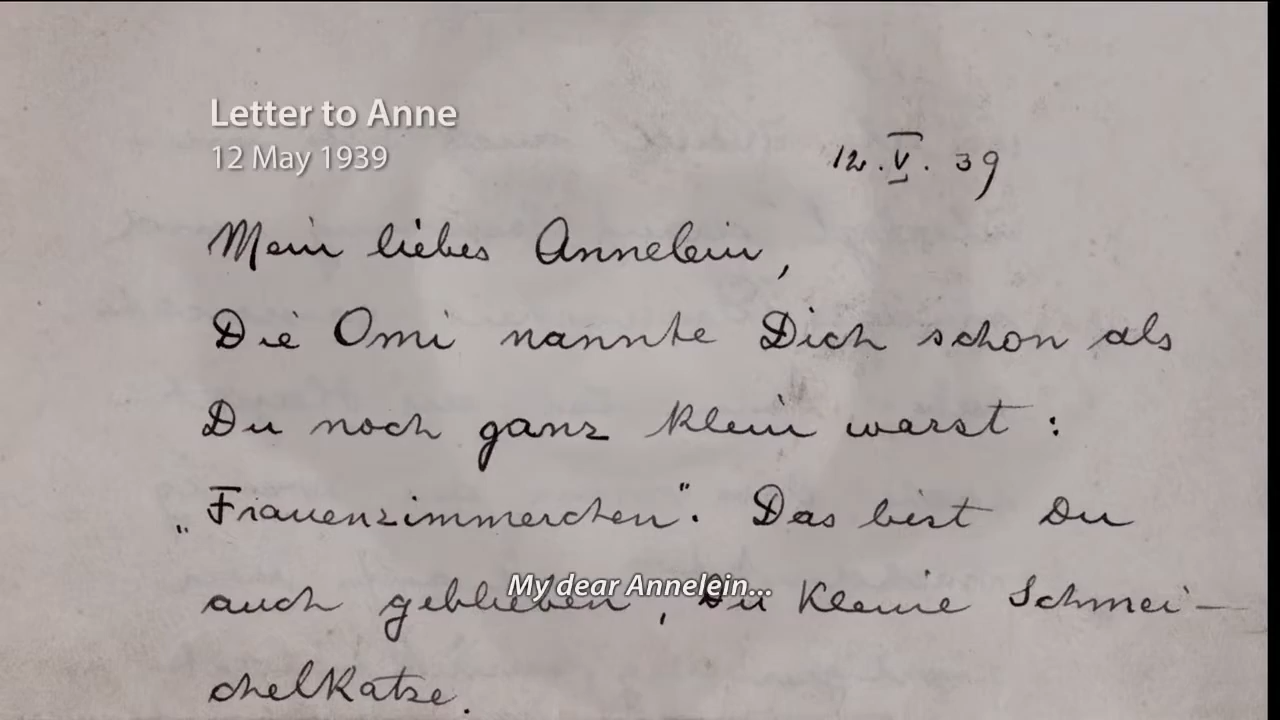 Letter to Anne
12 May 1939
12. V. 39
Mein liebes Annelein,
Die Omi nannte Dich schon als
Du noch ganz klein warst :
„Frauenzimmerchen". Das bist Du
auch geblieben, Du kleine Schmei-
My dear Annelein...
chelkatze.